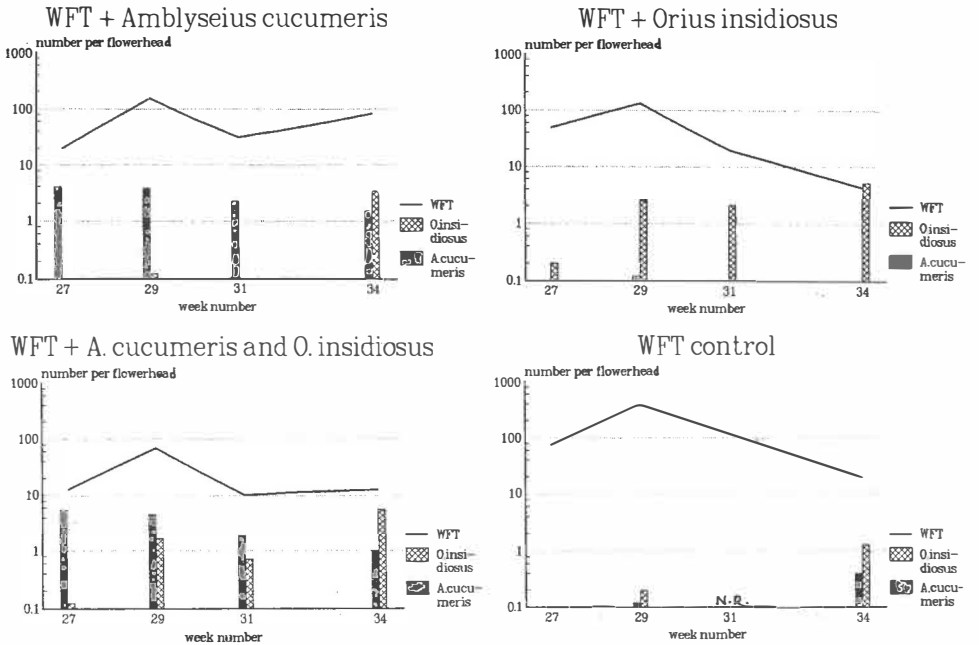 WFT + Amblyseius cucumeris
number per flowerhead
1000
100
10
1
0.1
27 29 31 34
week number
WFT
O.insi-
diosus
A.cucu-
meris
WFT + Orius insidiosus
number per flowerhead
1000
100
10
1
0.1
27 29 31 34
week number
WFT
O.insi-
diosus
A.cucu-
meris
WFT + A. cucumeris and O. insidiosus
number per flowerhead
1000
100
10
1
0.1
27 29 31 34
week number
WFT
O.insi-
diosus
A.cucu-
meris
WFT control
number per flowerhead
1000
100
10
1
0.1
N.R.
27 29 31 34
week number
WFT
O.insi-
diosus
A.cucu-
meris